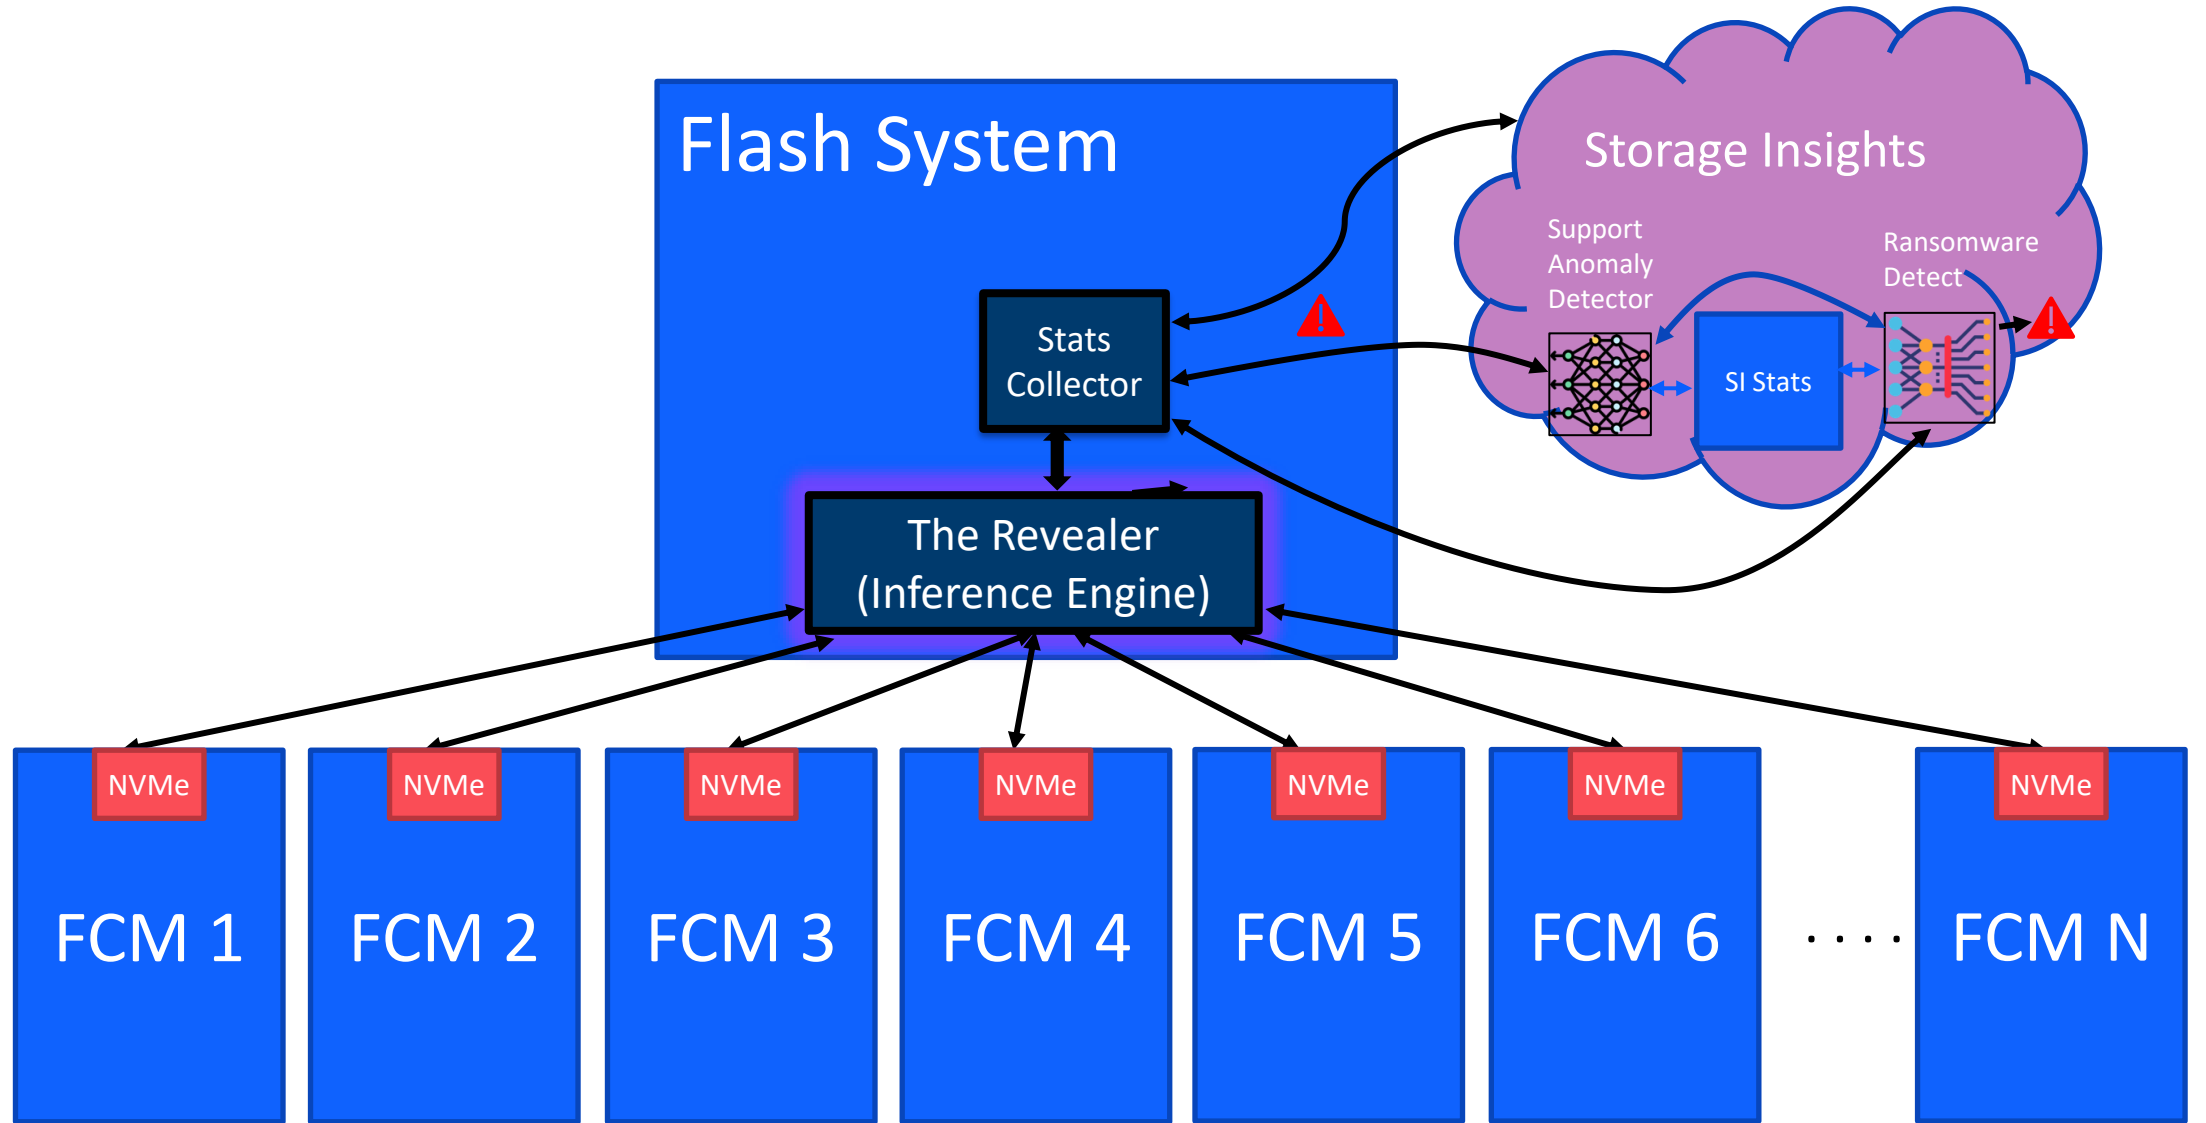 Flash System
Storage Insights
Support
Anomaly
Detector
Ransomware
Detect
Stats
Collector
SI Stats
The Revealer
(Inference Engine)
NVMe
NVMe
NVMe
NVMe
NVMe
NVMe
NVMe
FCM 1
FCM 2
FCM 3
FCM 4
FCM 5
FCM 6
. . . .
FCM N